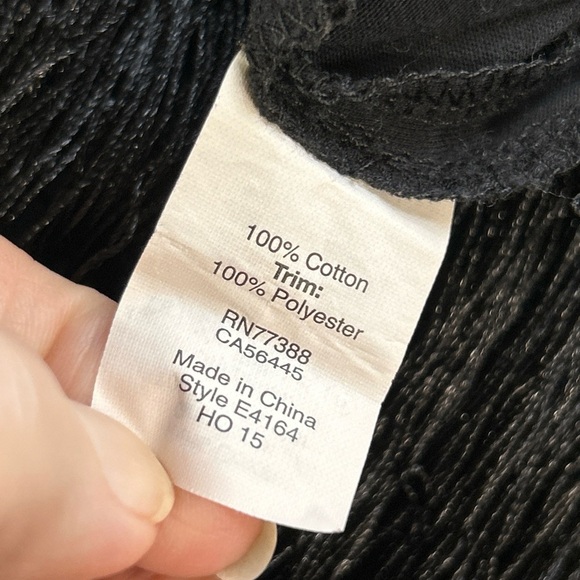 100% Cotton
Trim:
100% Polyester
RN77388
CA56445
Made in China
Style E4164
HO 15